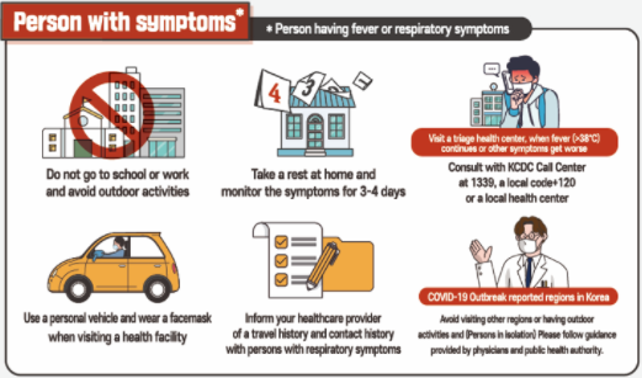 Person with symptoms*
* Person having fever or respiratory symptoms
4 3
Do not go to school or work
and avoid outdoor activities
Take a rest at home and
monitor the symptoms for 3-4 days
Visit a triage health center, when fever (>38°C)
continues or other symptoms get worse
Consult with KCDC Call Center
at 1339, a local code+120
or a local health center
Use a personal vehicle and wear a facemask
when visiting a health facility
Inform your healthcare provider
of a travel history and contact history
with persons with respiratory symptoms
COVID-19 Outbreak reported regions in Korea
Avoid visiting other regions or having outdoor
activities and (Persons in isolation) Please follow guidance
provided by physicians and public health authority.